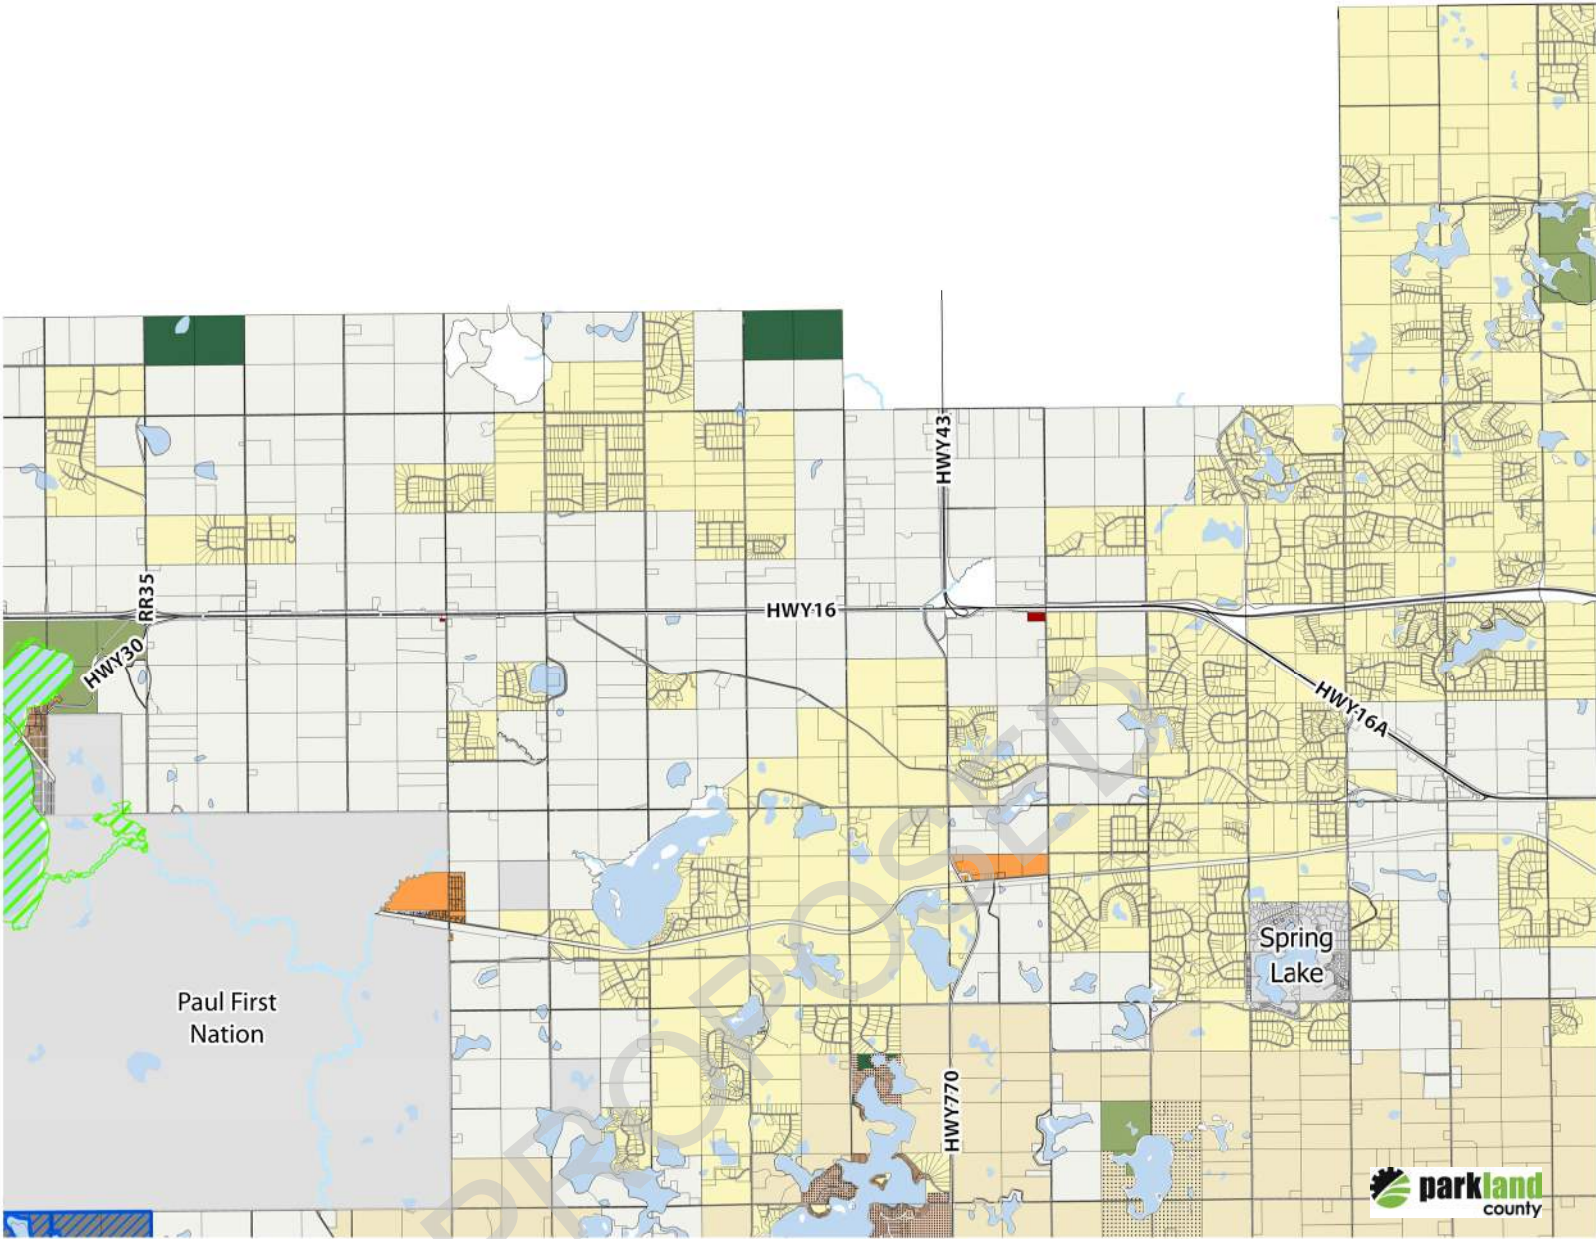 HWY43
RR35
HWY16
HWY30
HWY16A
Spring
Lake
Paul First
Nation
HWY770
PROPOSED
parkland
county